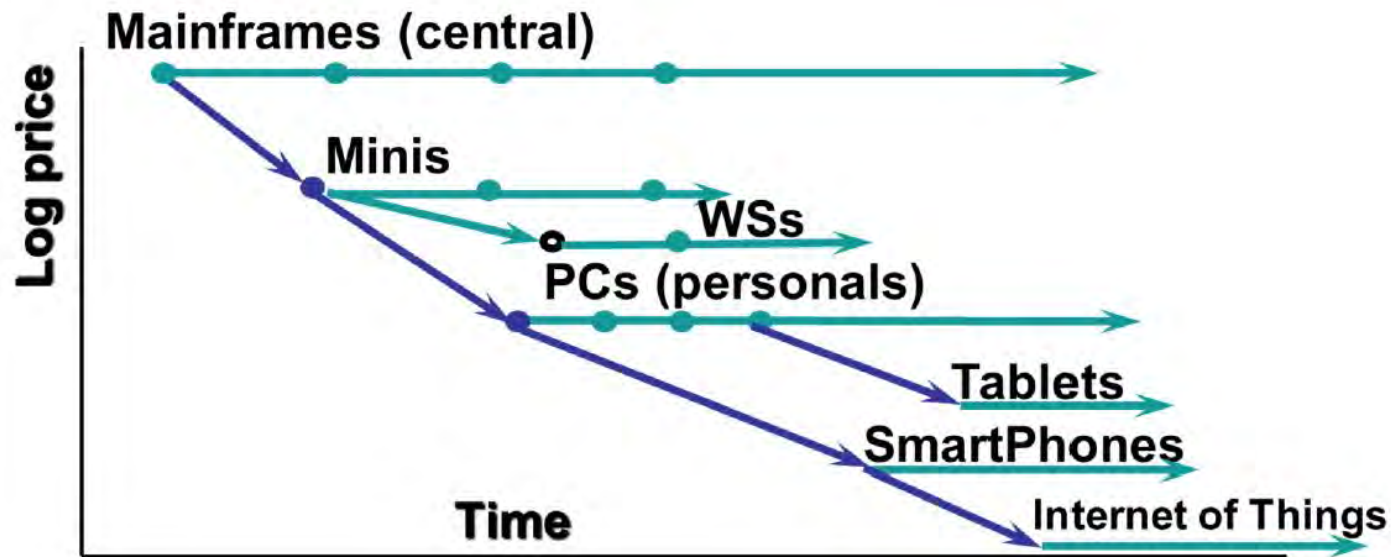 Mainframes (central)
Log price
Minis
WSs
PCs (personals)
Tablets
SmartPhones
Internet of Things
Time